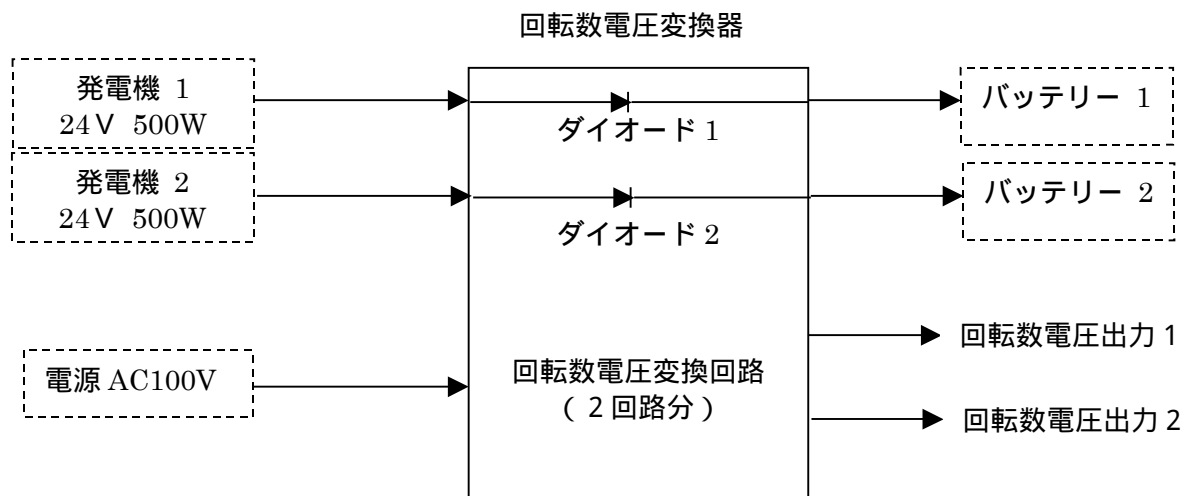 回転数電圧変換器
発電機 1
24V 500W
ダイオード 1
バッテリー 1
発電機 2
24V 500W
ダイオード 2
バッテリー 2
電源 AC100V
回転数電圧変換回路
(2回路分)
回転数電圧出力 1
回転数電圧出力 2